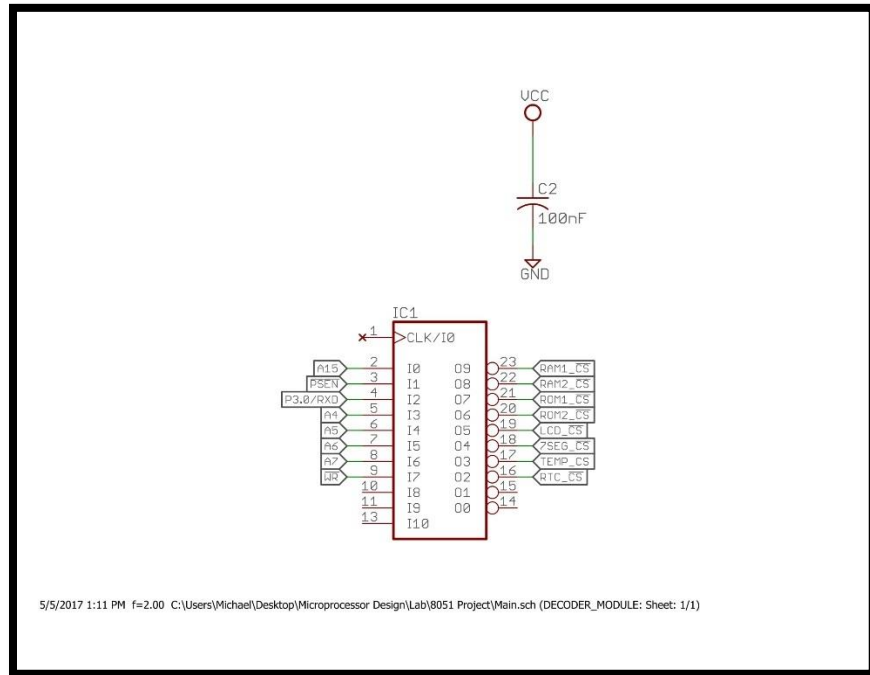 VCC
C2
100nF
GND
IC1
1 CLK/I0
A15 2 I0 O9 23 RAM1_CS
PSEN 3 I1 O8 22 RAM2_CS
P3.0/RXD 4 I2 O7 21 ROM1_CS
A4 5 I3 O6 20 ROM2_CS
A5 6 I4 O5 19 LCD_CS
A6 7 I5 O4 18 7SEG_CS
A7 8 I6 O3 17 TEMP_CS
WR 9 I7 O2 16 RTC_CS
10 I8 O1 15
11 I9 O0 14
13 I10
5/5/2017 1:11 PM f=2.00 C:\Users\Michael\Desktop\Microprocessor Design\Lab\8051 Project\Main.sch (DECODER_MODULE: Sheet: 1/1)